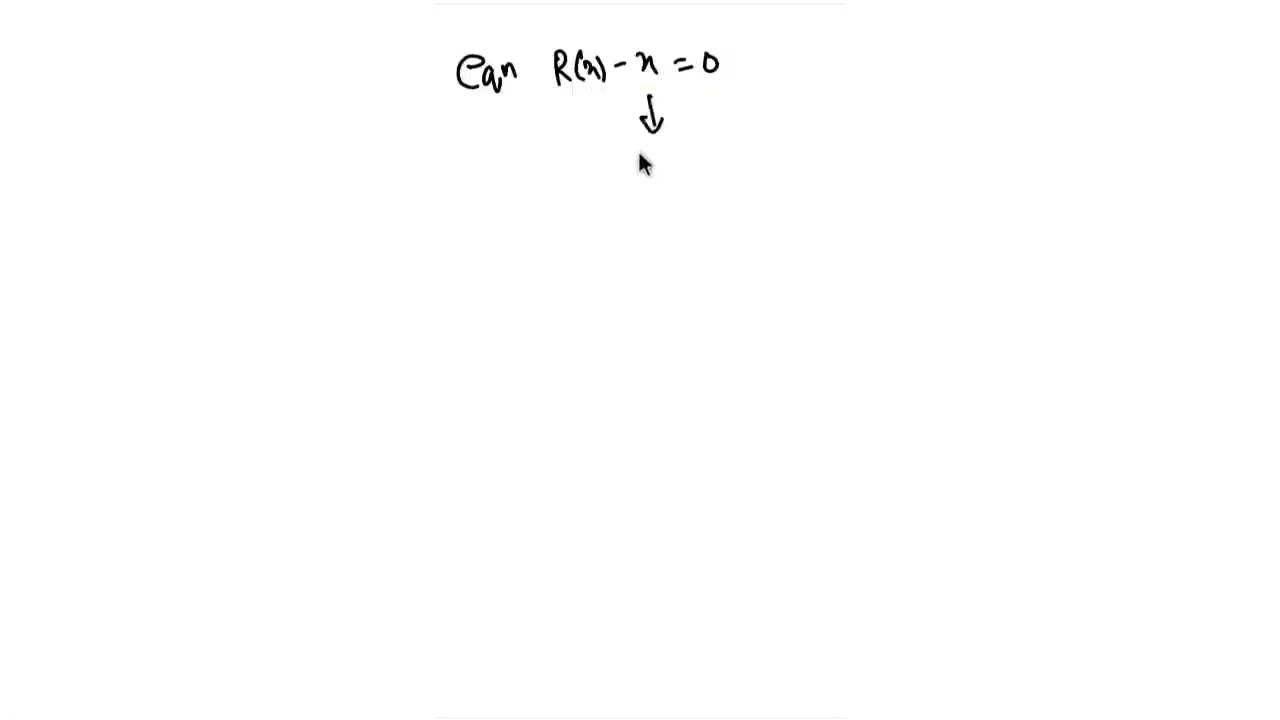 Eqn R(x) - x = 0
↓